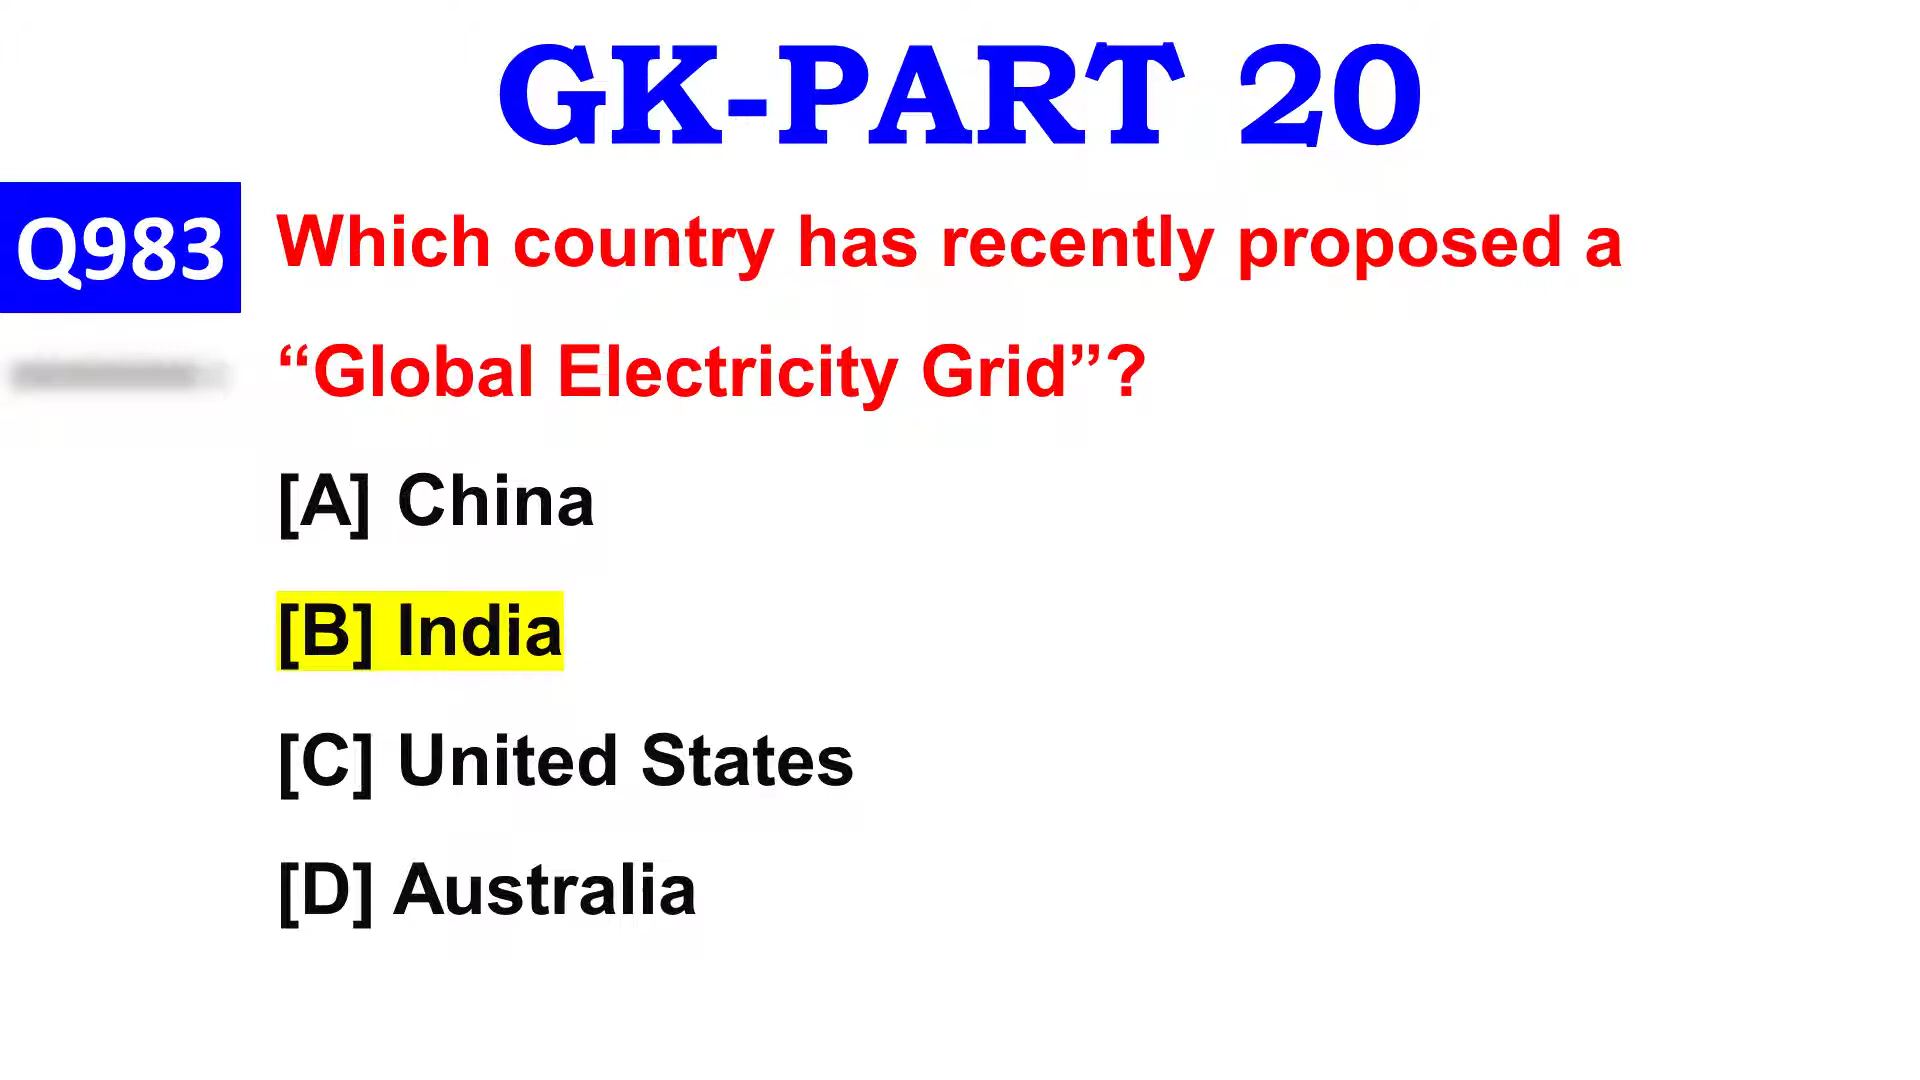 GK-PART 20
Q983 Which country has recently proposed a
“Global Electricity Grid”?
[A] China
[B] India
[C] United States
[D] Australia